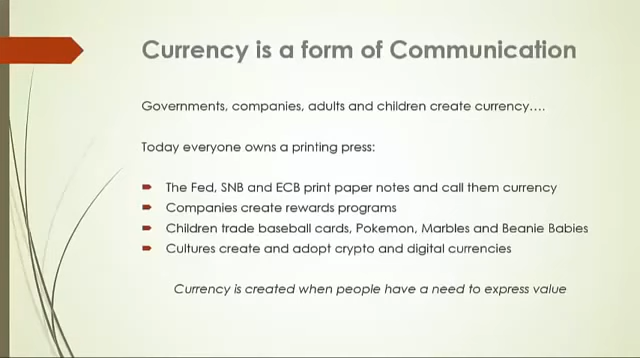 Currency is a form of Communication
Governments, companies, adults and children create currency....
Today everyone owns a printing press:
The Fed, SNB and ECB print paper notes and call them currency
Companies create rewards programs
Children trade baseball cards, Pokemon, Marbles and Beanie Babies
Cultures create and adopt crypto and digital currencies
Currency is created when people have a need to express value